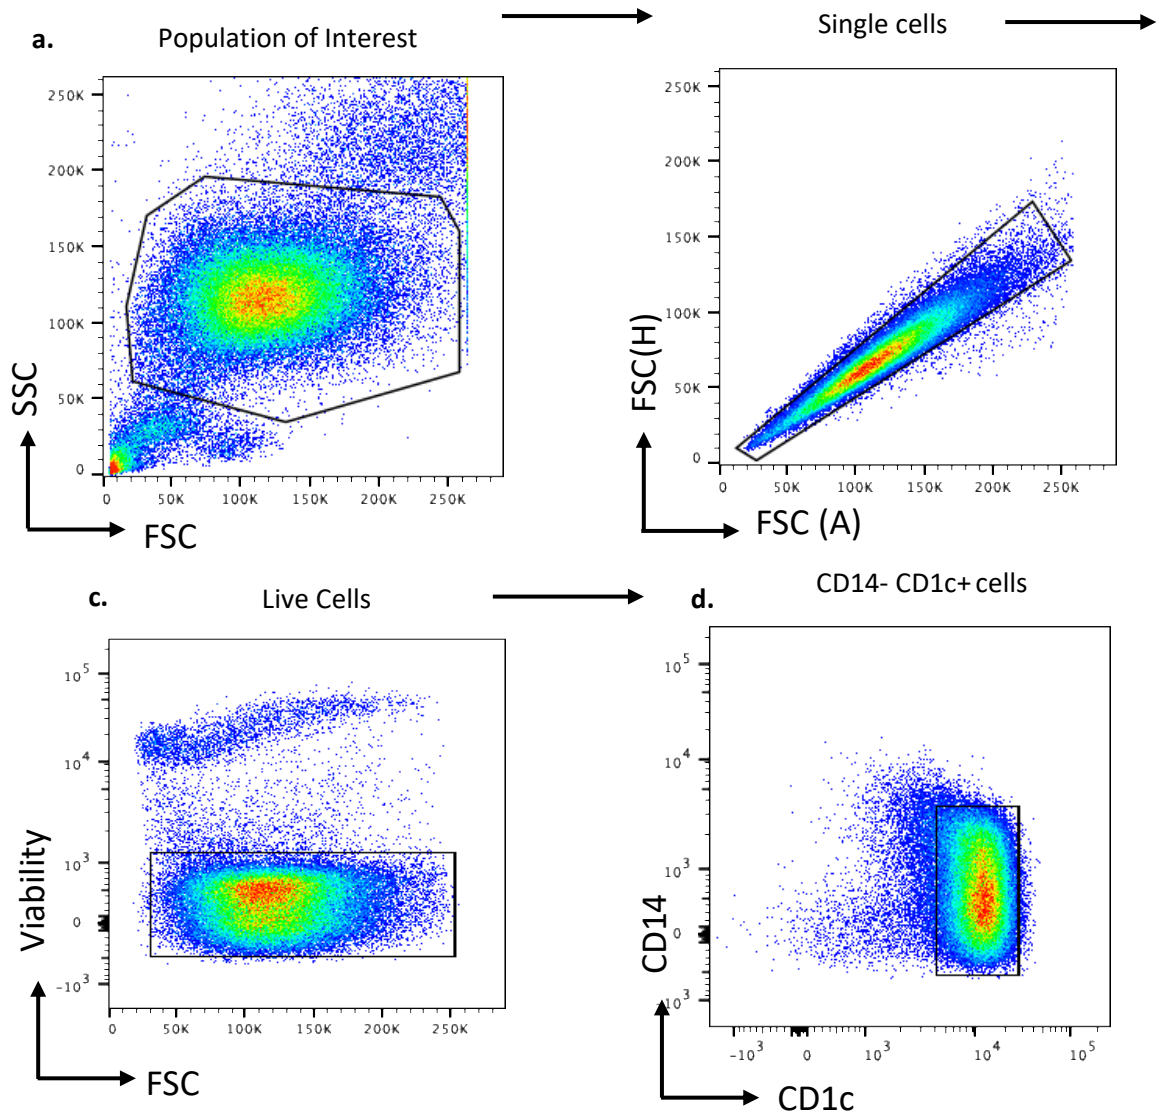 a.
Population of Interest
Single cells
250K
200K
150K
100K
50K
0
SSC
0 50K 100K 150K 200K 250K
FSC
250K
200K
150K
100K
50K
0
FSC(H)
0 50K 100K 150K 200K 250K
FSC (A)
c.
Live Cells
d.
CD14- CD1c+ cells
10^5
10^4
10^3
0
-10^3
Viability
0 50K 100K 150K 200K 250K
FSC
10^5
10^4
10^3
0
-10^3
CD14
-10^3 0 10^3 10^4 10^5
CD1c